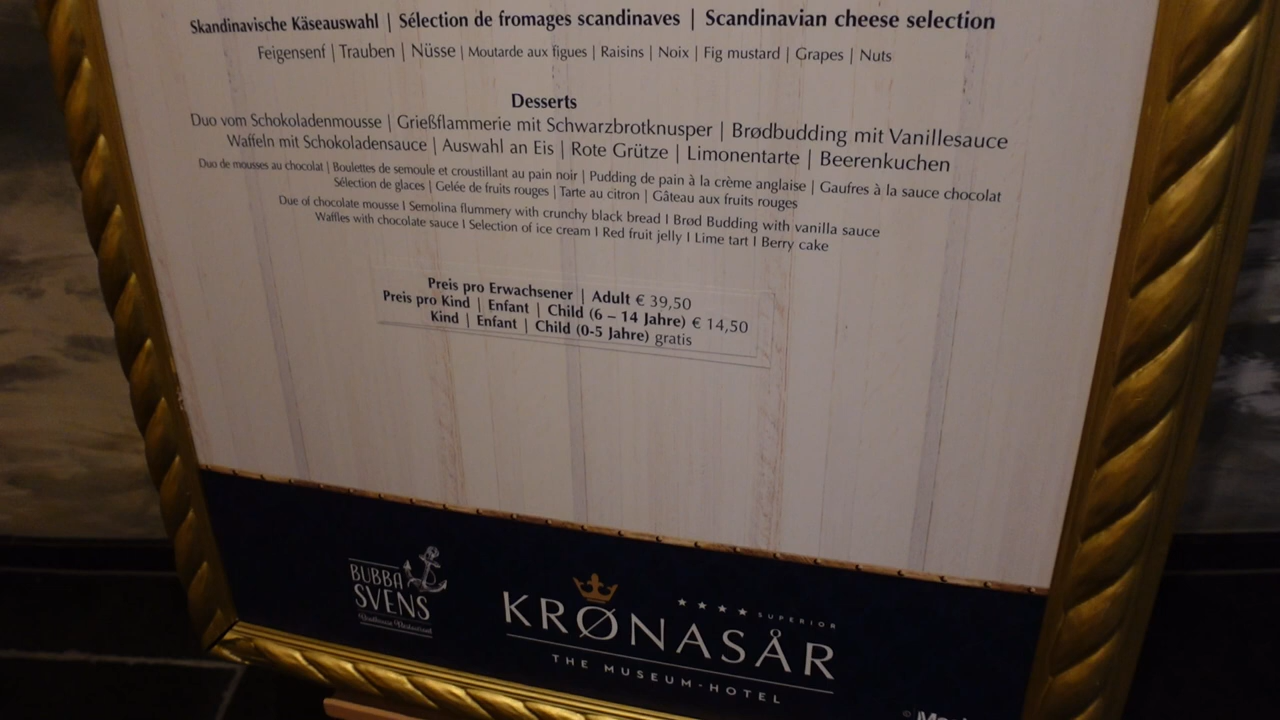 Skandinavische Käseauswahl | Sélection de fromages scandinaves | Scandinavian cheese selection
Feigensenf | Trauben | Nüsse | Moutarde aux figues | Raisins | Noix | Fig mustard | Grapes | Nuts
Desserts
Duo vom Schokoladenmousse | Grießflammerie mit Schwarzbrotknusper | Brødbudding mit Vanillesauce
Waffeln mit Schokoladensauce | Auswahl an Eis | Rote Grütze | Limonentarte | Beerenkuchen
Duo de mousses au chocolat | Boulettes de semoule et croustillant au pain noir | Pudding de pain à la crème anglaise | Gaufres à la sauce chocolat
Sélection de glaces | Gelée de fruits rouges | Tarte au citron | Gâteau aux fruits rouges
Due of chocolate mousse I Semolina flummery with crunchy black bread I Brød Budding with vanilla sauce
Waffles with chocolate sauce I Selection of ice cream I Red fruit jelly I Lime tart I Berry cake
Preis pro Erwachsener | Adult € 39,50
Preis pro Kind | Enfant | Child (6 – 14 Jahre) € 14,50
Kind | Enfant | Child (0-5 Jahre) gratis
BUBBA
SVENS
SUPERIOR
KRØNASÅR
THE MUSEUM-HOTEL